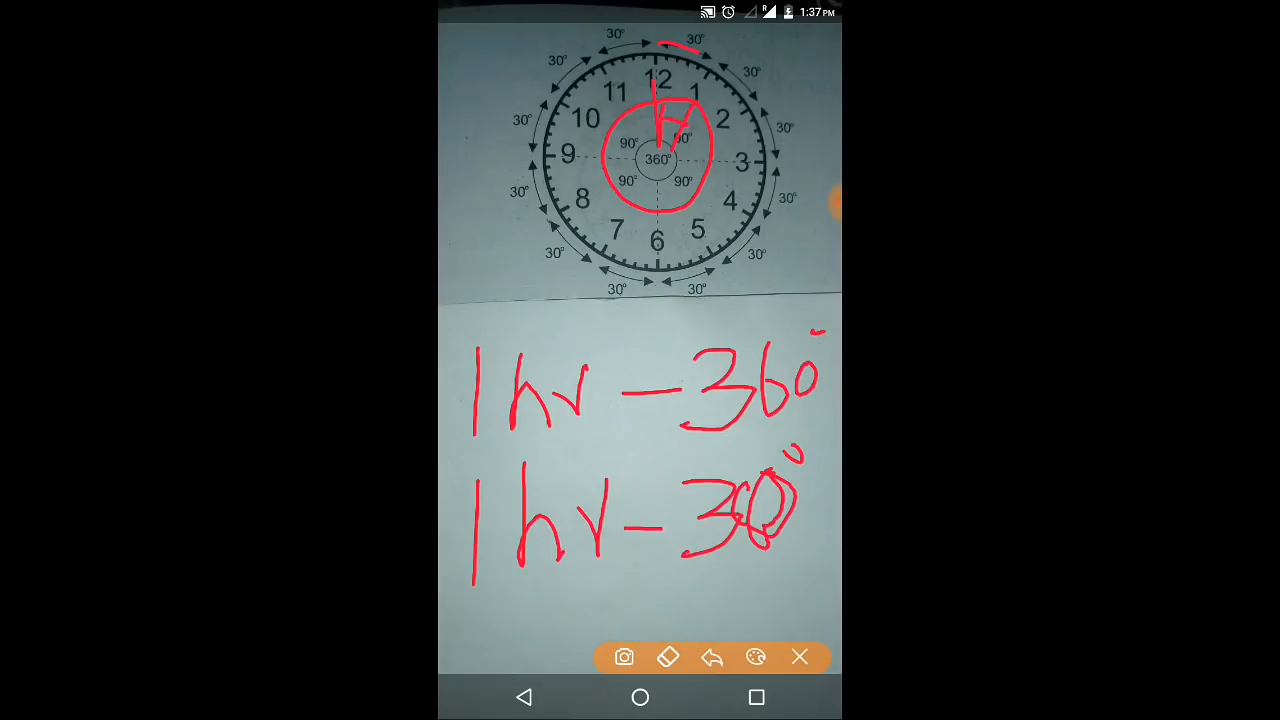 R 1:37 PM
30° 30°
30° 30°
11 12 1
10 2
30° 30°
90° 90°
9 360° 3
90° 90°
30° 30°
8 4
7 6 5
30° 30°
30° 30°
1 hr - 360°
1 hr - 30°